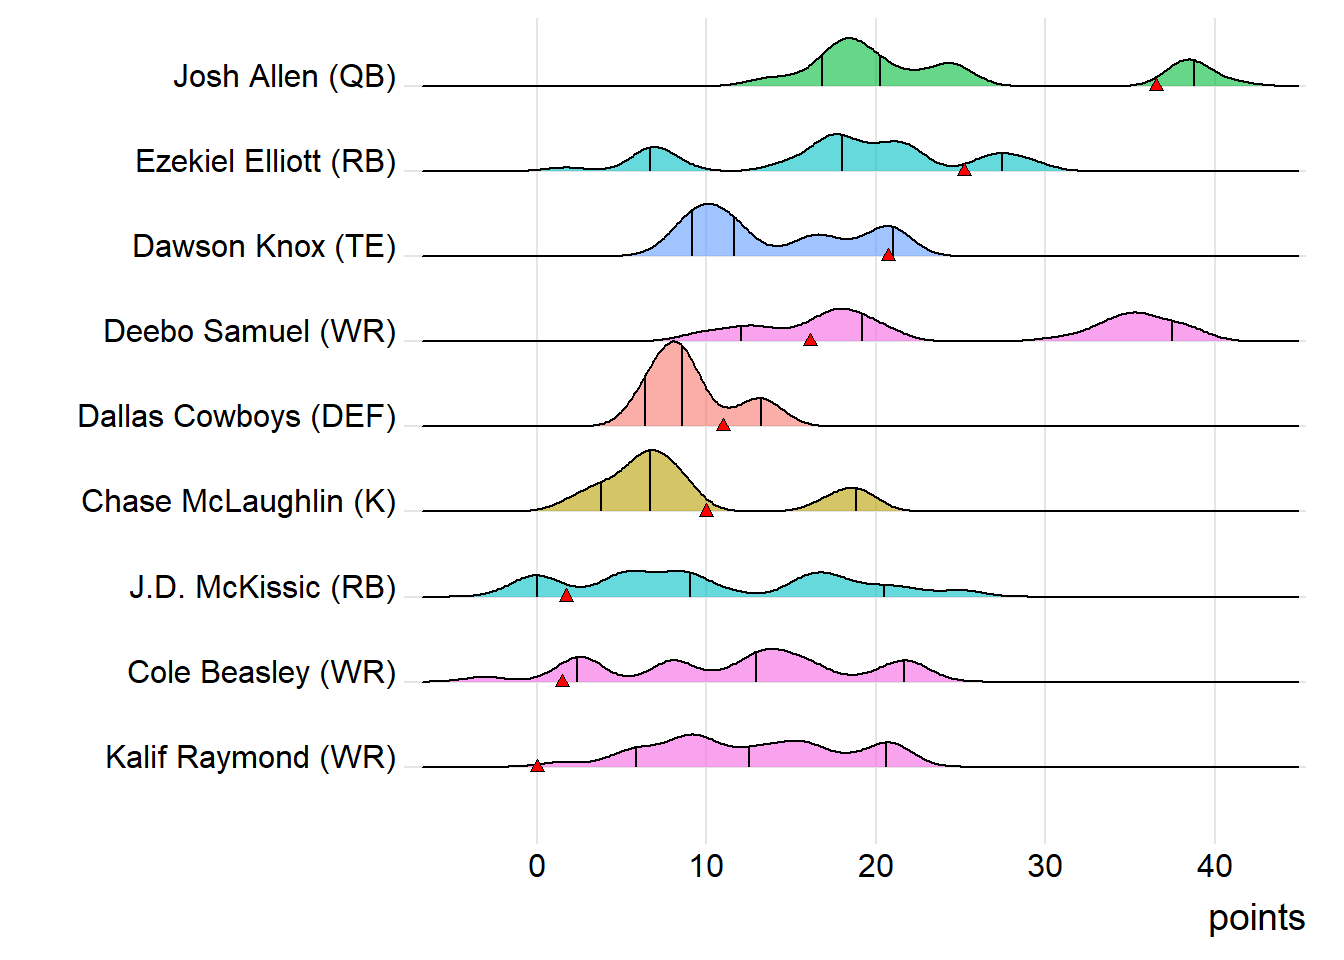 Josh Allen (QB)
Ezekiel Elliott (RB)
Dawson Knox (TE)
Deebo Samuel (WR)
Dallas Cowboys (DEF)
Chase McLaughlin (K)
J.D. McKissic (RB)
Cole Beasley (WR)
Kalif Raymond (WR)
0 10 20 30 40
points